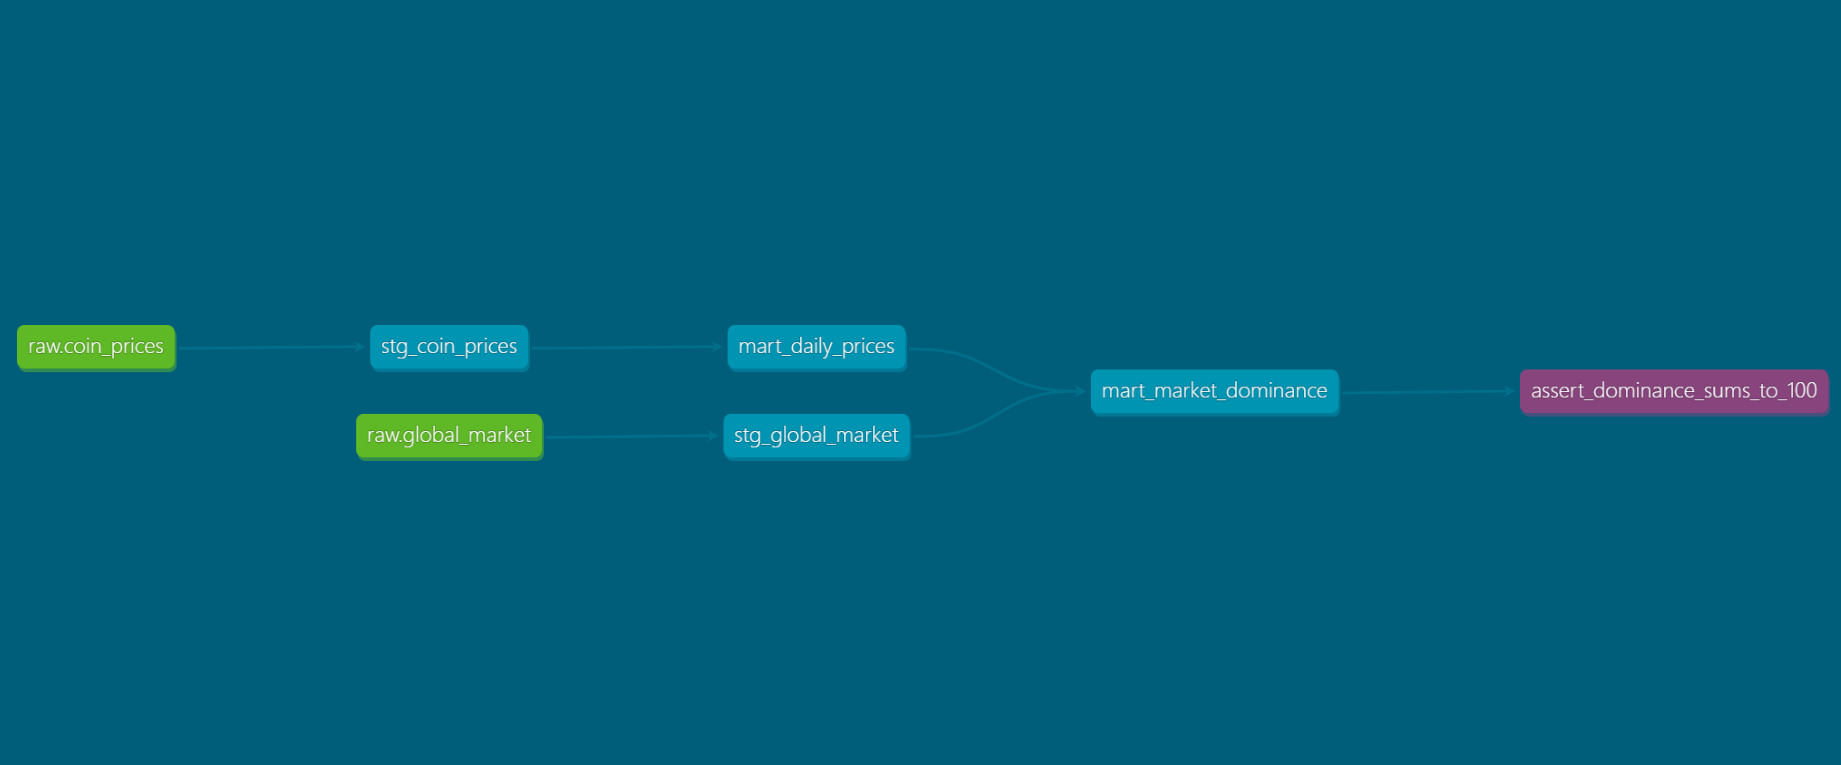 raw.coin_prices
stg_coin_prices
mart_daily_prices
mart_market_dominance
assert_dominance_sums_to_100
raw.global_market
stg_global_market